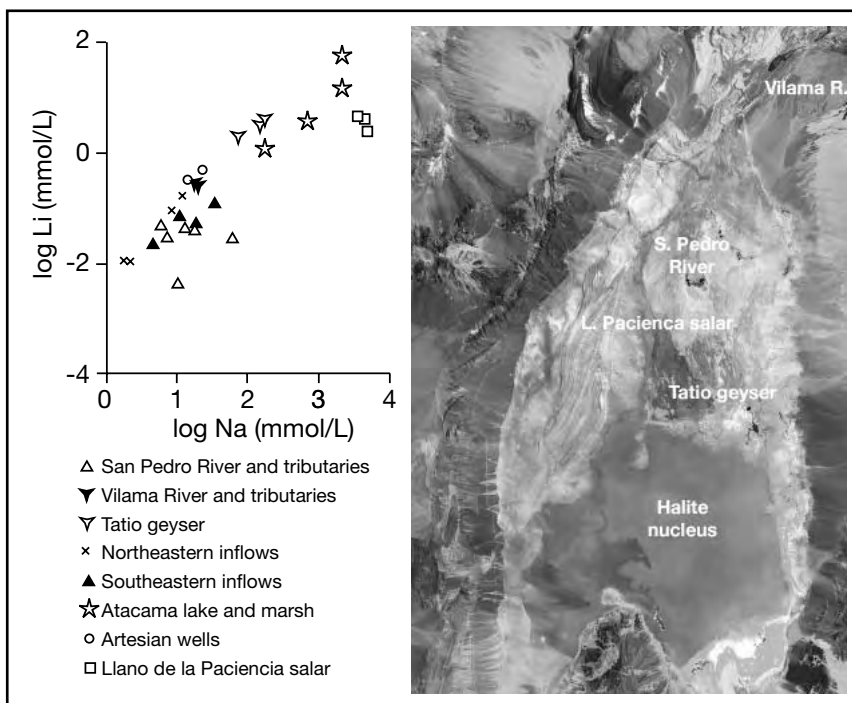 2
0
-2
-4
log Li (mmol/L)
0 1 2 3 4
log Na (mmol/L)
San Pedro River and tributaries
Vilama River and tributaries
Tatio geyser
Northeastern inflows
Southeastern inflows
Atacama lake and marsh
Artesian wells
Llano de la Paciencia salar
Vilama R.
S. Pedro
River
L. Pacienca salar
Tatio geyser
Halite
nucleus